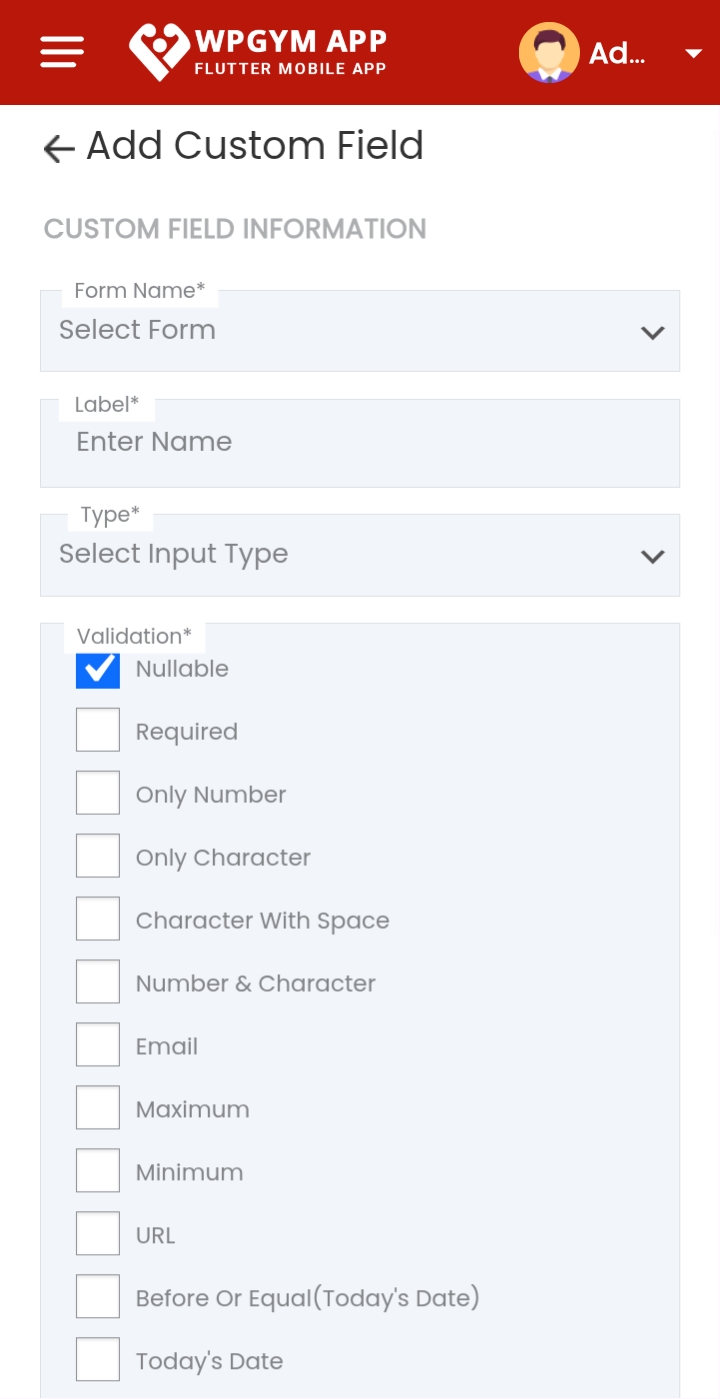 WPGYM APP
FLUTTER MOBILE APP
Ad...
Add Custom Field
CUSTOM FIELD INFORMATION
Form Name*
Select Form
Label*
Enter Name
Type*
Select Input Type
Validation*
Nullable
Required
Only Number
Only Character
Character With Space
Number & Character
Email
Maximum
Minimum
URL
Before Or Equal(Today's Date)
Today's Date